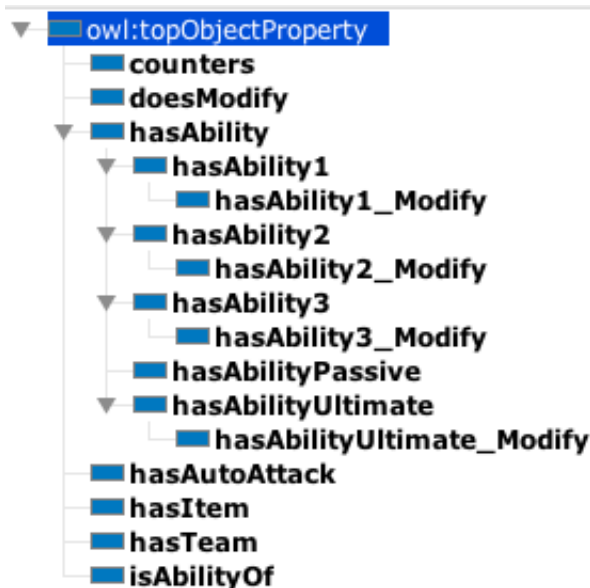 owl:topObjectProperty
counters
doesModify
hasAbility
hasAbility1
hasAbility1_Modify
hasAbility2
hasAbility2_Modify
hasAbility3
hasAbility3_Modify
hasAbilityPassive
hasAbilityUltimate
hasAbilityUltimate_Modify
hasAutoAttack
hasItem
hasTeam
isAbilityOf